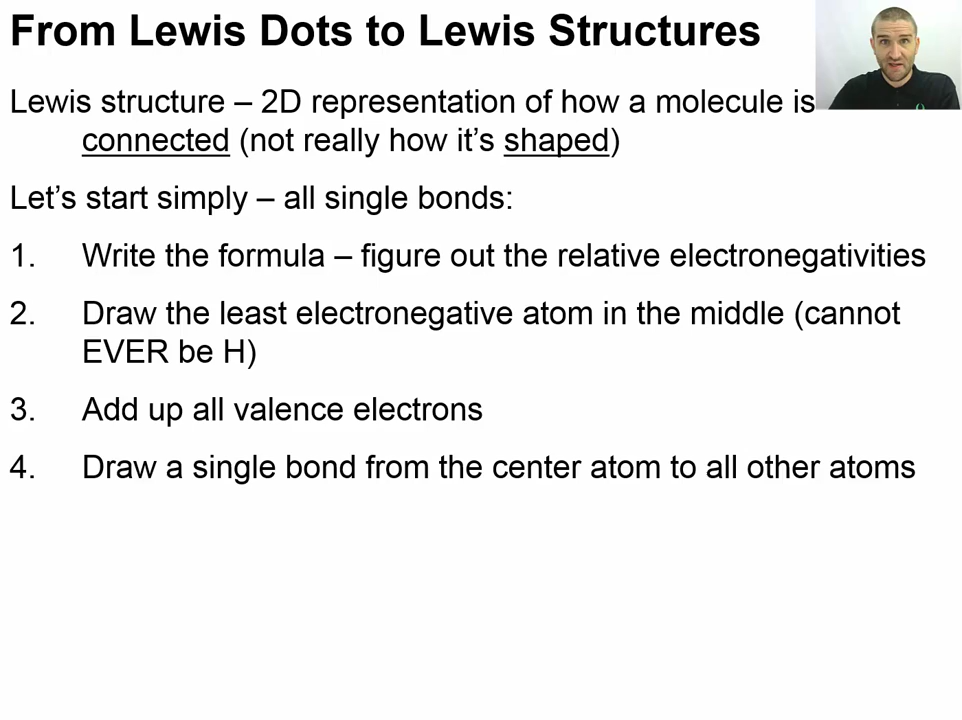 From Lewis Dots to Lewis Structures
Lewis structure – 2D representation of how a molecule is
connected (not really how it’s shaped)
Let’s start simply – all single bonds:
1. Write the formula – figure out the relative electronegativities
2. Draw the least electronegative atom in the middle (cannot
EVER be H)
3. Add up all valence electrons
4. Draw a single bond from the center atom to all other atoms